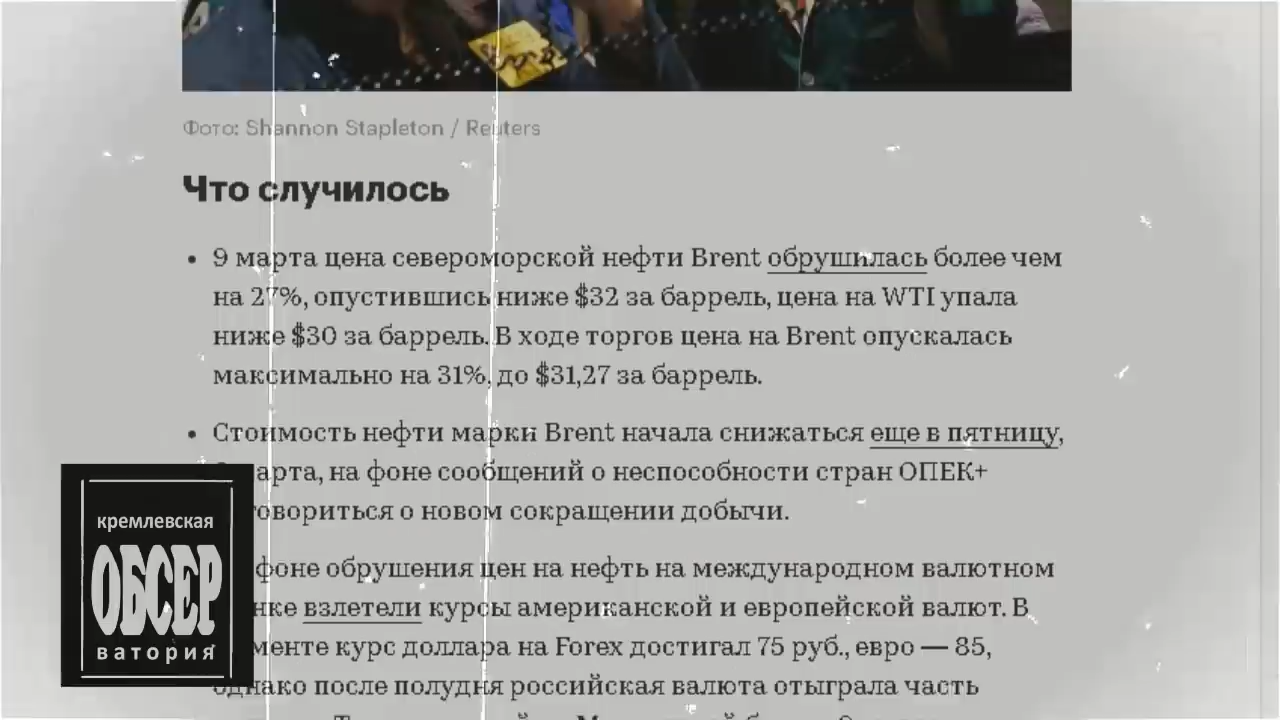 Фото: Shannon Stapleton / Reuters
Что случилось
• 9 марта цена североморской нефти Brent обрушилась более чем
на 27%, опустившись ниже $32 за баррель, цена на WTI упала
ниже $30 за баррель. В ходе торгов цена на Brent опускалась
максимально на 31%, до $31,27 за баррель.
• Стоимость нефти марки Brent начала снижаться еще в пятницу,
марта, на фоне сообщений о неспособности стран ОПЕК+
говориться о новом сокращении добычи.
фоне обрушения цен на нефть на международном валютном
нке взлетели курсы американской и европейской валют. В
менте курс доллара на Forex достигал 75 руб., евро — 85,
однако после полудня российская валюта отыграла часть
кремлевская
ОБСЕР
ватория